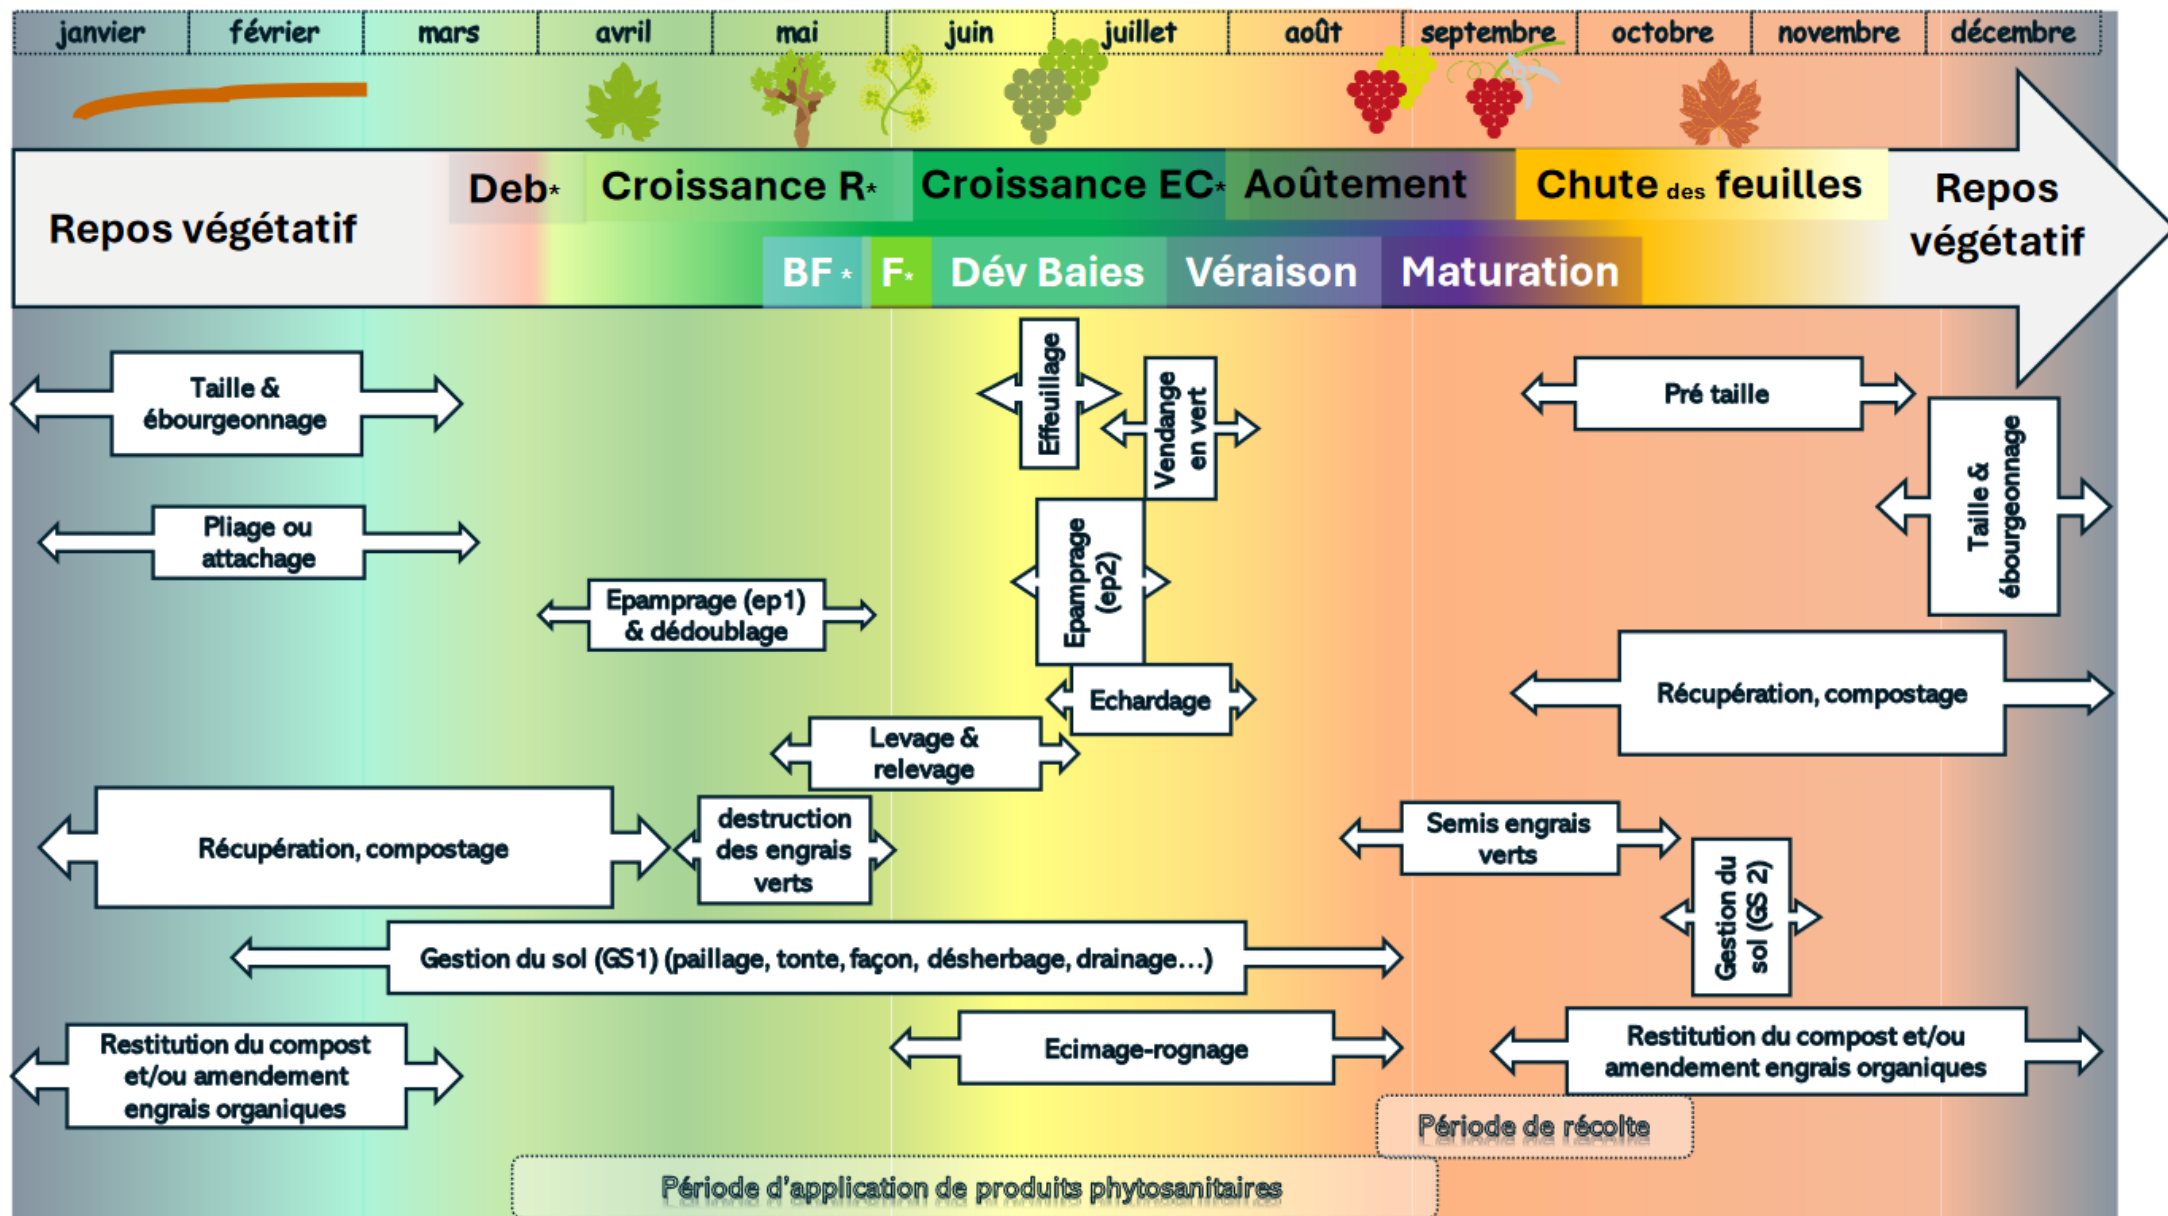 janvier février mars avril mai juin juillet août septembre octobre novembre décembre
Deb* Croissance R* Croissance EC* Aoûtement Chute des feuilles
Repos végétatif
Repos
végétatif
BF * F* Dév Baies Véraison Maturation
Taille &
ébourgeonnage
Effeuillage
Vendange
en vert
Pré taille
Taille &
ébourgeonnage
Pliage ou
attachage
Epamprage (ep1)
& dédoublage
Epamprage
(ep2)
Echardage
Récupération, compostage
Levage &
relevage
Récupération, compostage
destruction
des engrais
verts
Semis engrais
verts
Gestion du
sol (GS 2)
Gestion du sol (GS1) (paillage, tonte, façon, désherbage, drainage...)
Restitution du compost
et/ou amendement
engrais organiques
Ecimage-rognage
Restitution du compost et/ou
amendement engrais organiques
Période de récolte
Période d'application de produits phytosanitaires